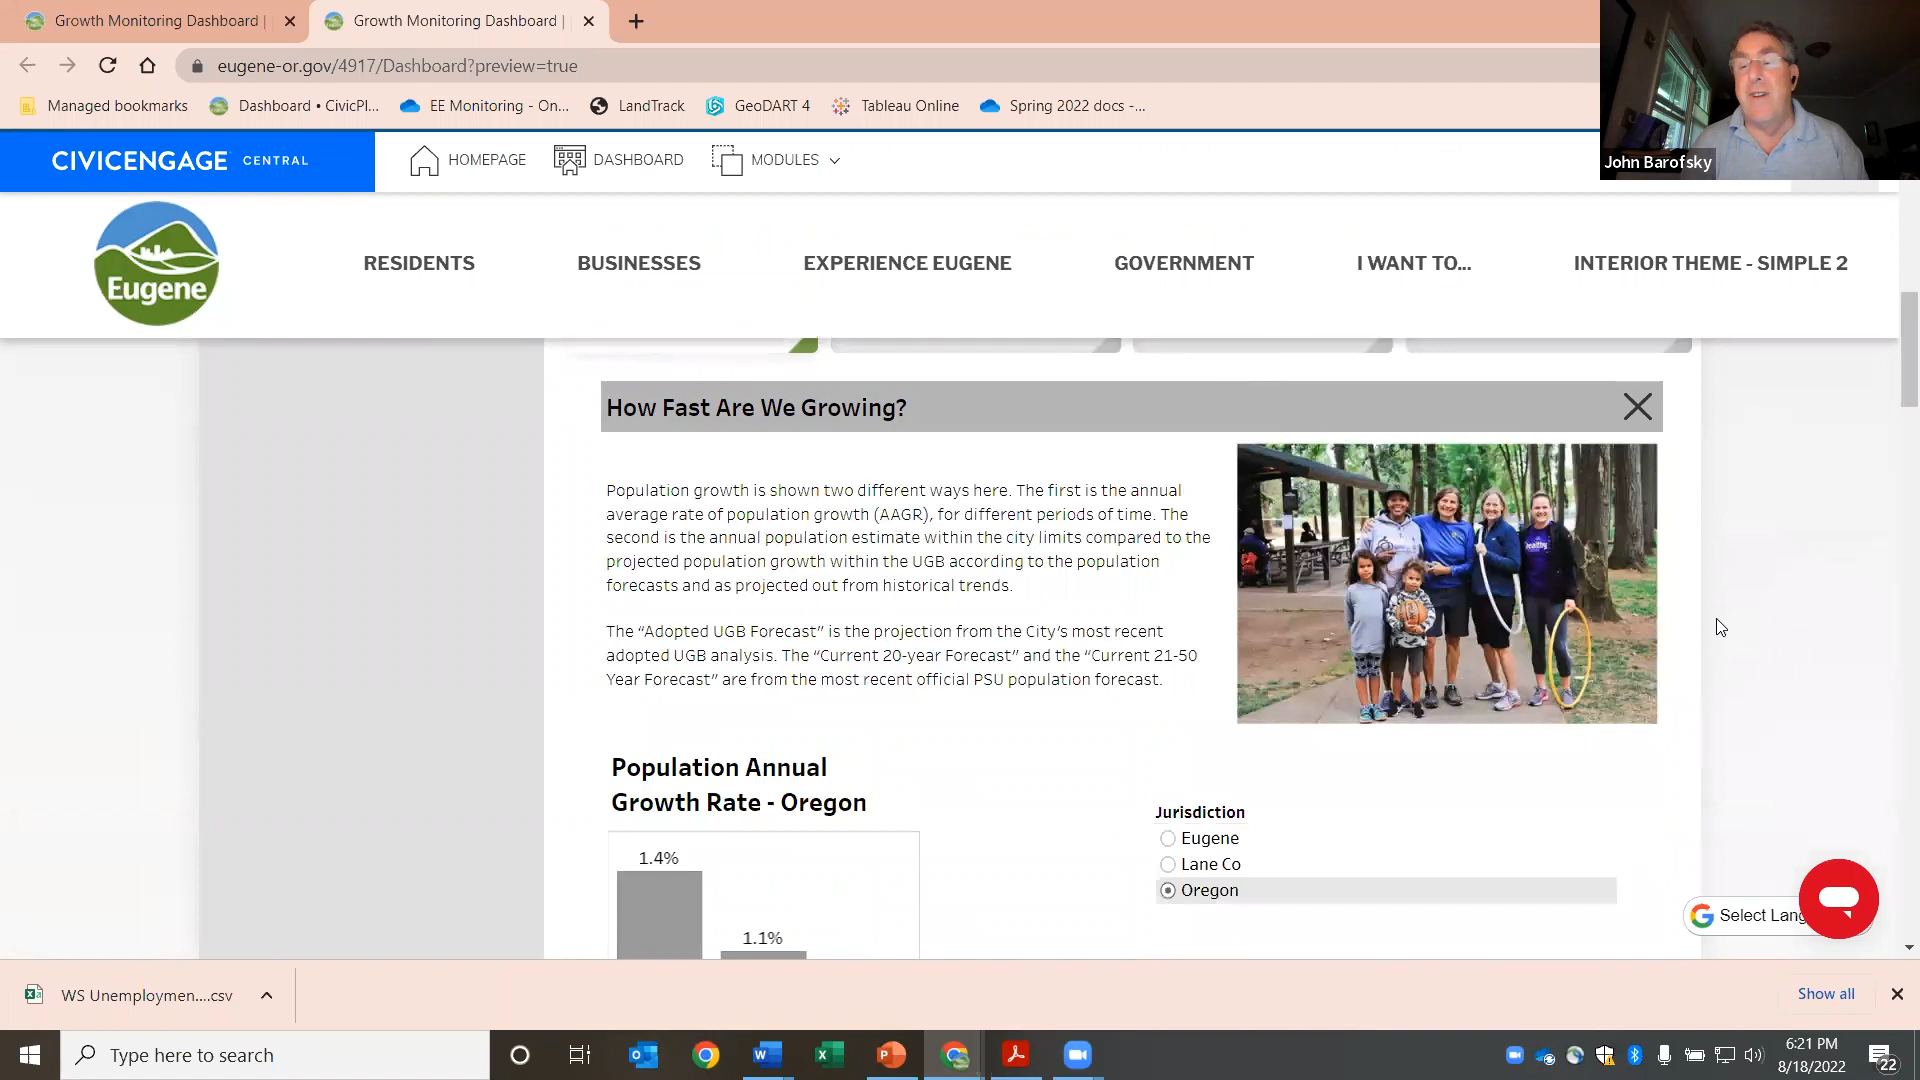 Growth Monitoring Dashboard |
Growth Monitoring Dashboard |
eugene-or.gov/4917/Dashboard?preview=true
Managed bookmarks
Dashboard • CivicPl...
EE Monitoring - On...
LandTrack
GeoDART 4
Tableau Online
Spring 2022 docs -...
John Barofsky
CIVICENGAGE CENTRAL
HOMEPAGE
DASHBOARD
MODULES
Eugene
RESIDENTS
BUSINESSES
EXPERIENCE EUGENE
GOVERNMENT
I WANT TO...
INTERIOR THEME - SIMPLE 2
How Fast Are We Growing?
Population growth is shown two different ways here. The first is the annual
average rate of population growth (AAGR), for different periods of time. The
second is the annual population estimate within the city limits compared to the
projected population growth within the UGB according to the population
forecasts and as projected out from historical trends.
The “Adopted UGB Forecast” is the projection from the City’s most recent
adopted UGB analysis. The “Current 20-year Forecast” and the “Current 21-50
Year Forecast” are from the most recent official PSU population forecast.
Population Annual
Growth Rate - Oregon
1.4%
1.1%
Jurisdiction
Eugene
Lane Co
Oregon
Select Lang
WS Unemploymen....csv
Show all
Type here to search
6:21 PM
8/18/2022
22